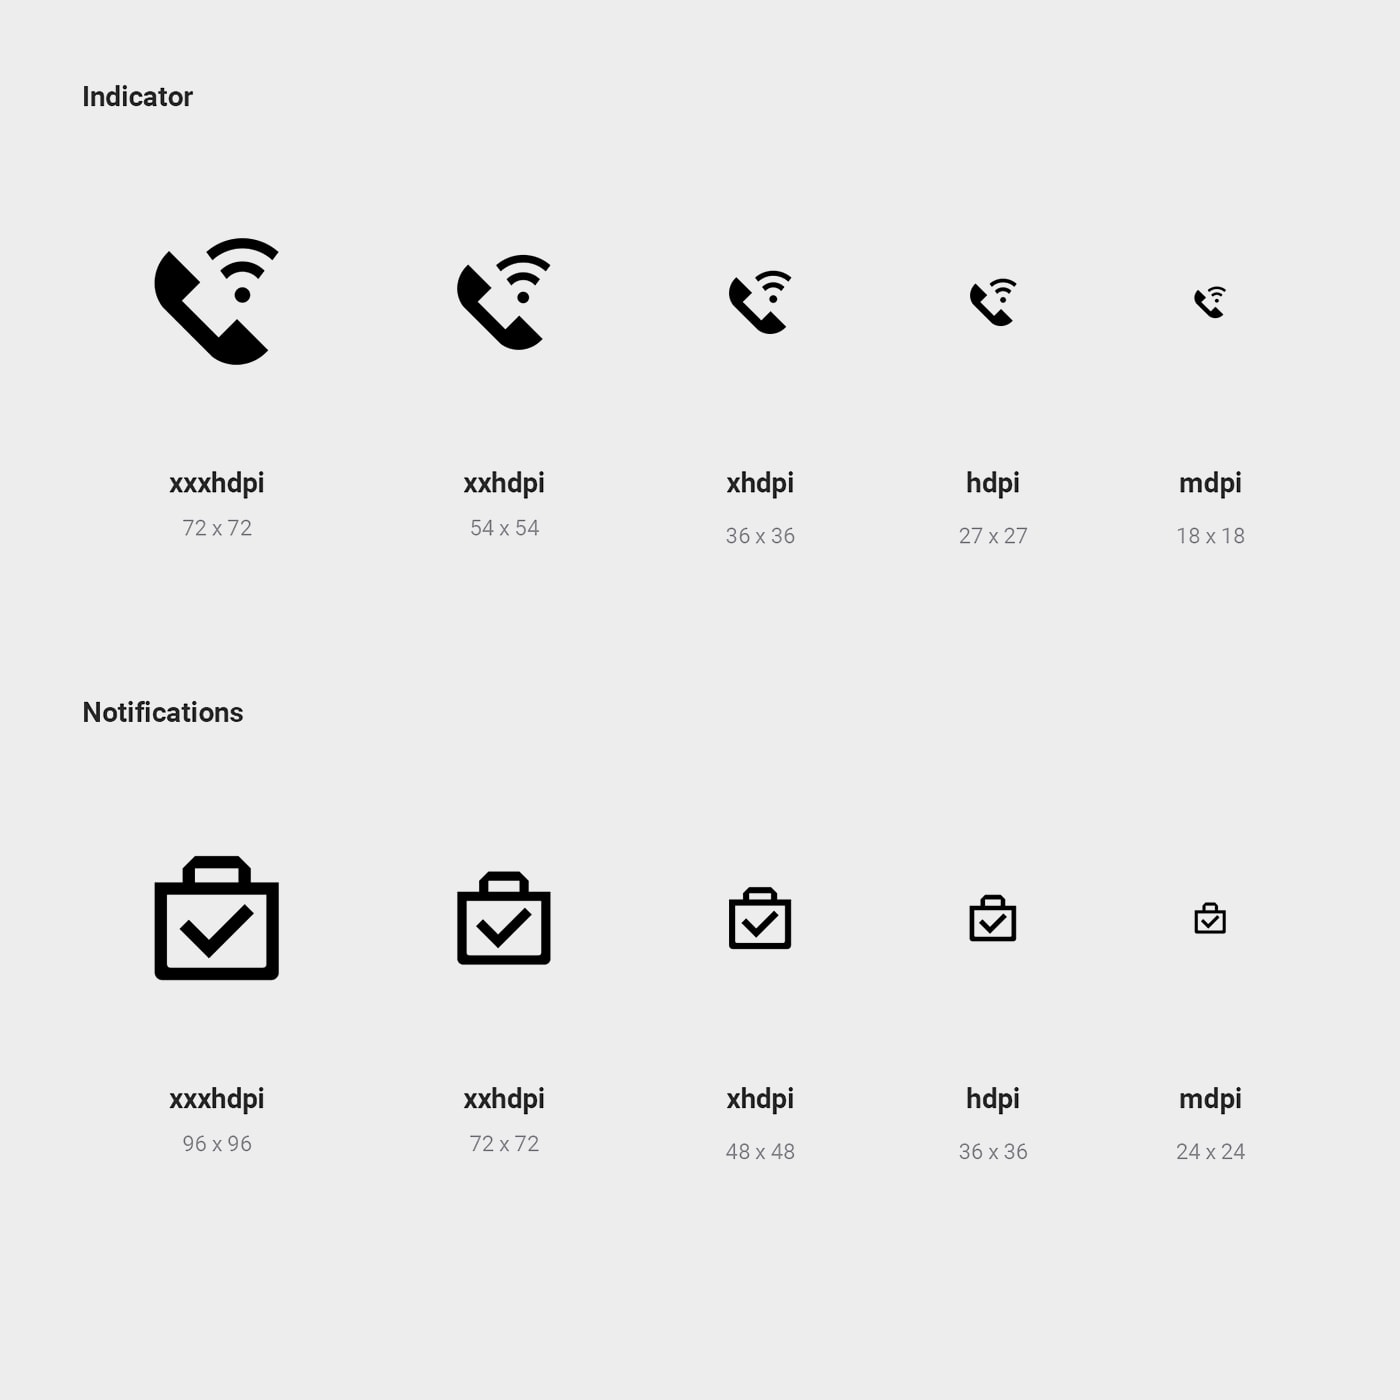 Indicator
xxxhdpi xxhdpi xhdpi hdpi mdpi
72 x 72 54 x 54 36 x 36 27 x 27 18 x 18
Notifications
xxxhdpi xxhdpi xhdpi hdpi mdpi
96 x 96 72 x 72 48 x 48 36 x 36 24 x 24